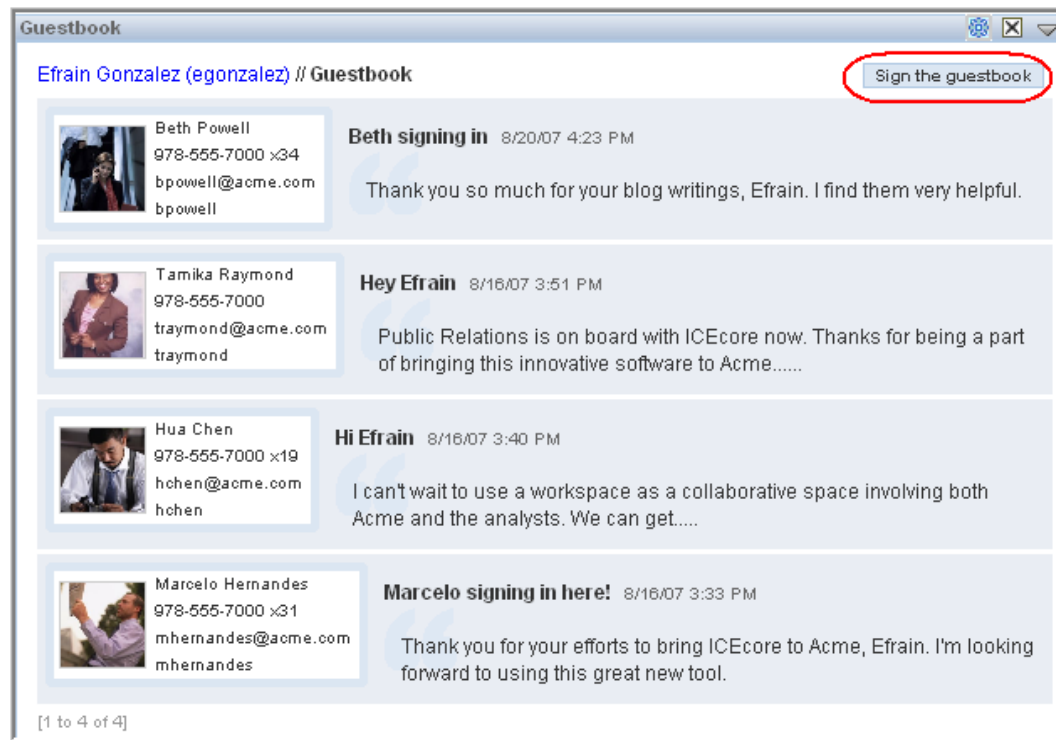 Guestbook
Efrain Gonzalez (egonzalez) // Guestbook
Sign the guestbook
Beth Powell
978-555-7000 x34
bpowell@acme.com
bpowell
Beth signing in 8/20/07 4:23 PM
Thank you so much for your blog writings, Efrain. I find them very helpful.
Tamika Raymond
978-555-7000
traymond@acme.com
traymond
Hey Efrain 8/16/07 3:51 PM
Public Relations is on board with ICEcore now. Thanks for being a part
of bringing this innovative software to Acme......
Hua Chen
978-555-7000 x19
hchen@acme.com
hchen
Hi Efrain 8/16/07 3:40 PM
I can't wait to use a workspace as a collaborative space involving both
Acme and the analysts. We can get.....
Marcelo Hernandes
978-555-7000 x31
mhernandes@acme.com
mhernandes
Marcelo signing in here! 8/16/07 3:33 PM
Thank you for your efforts to bring ICEcore to Acme, Efrain. I'm looking
forward to using this great new tool.
[1 to 4 of 4]